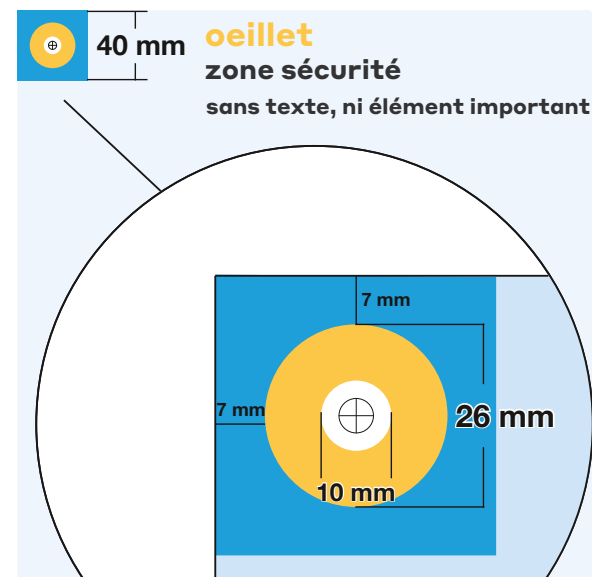 40 mm
oeillet
zone sécurité
sans texte, ni élément important
7 mm
7 mm
26 mm
10 mm